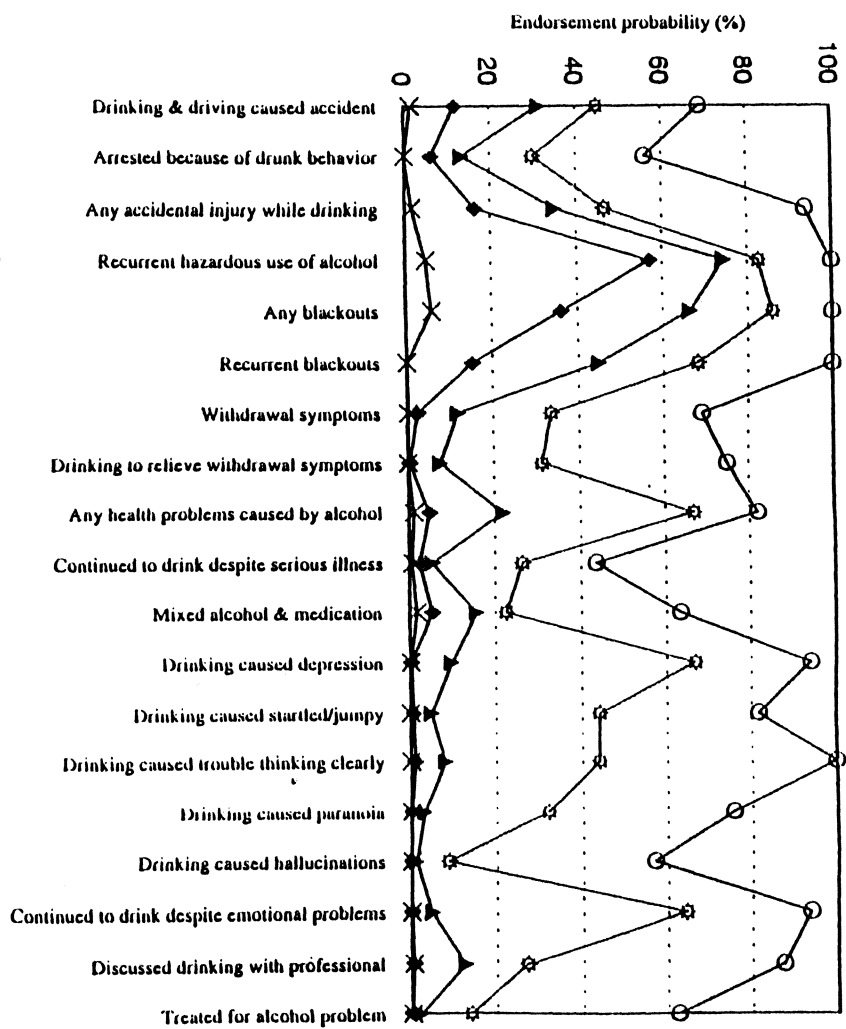 Endorsement probability (%)
0 20 40 60 80 100
Drinking & driving caused accident
Arrested because of drunk behavior
Any accidental injury while drinking
Recurrent hazardous use of alcohol
Any blackouts
Recurrent blackouts
Withdrawal symptoms
Drinking to relieve withdrawal symptoms
Any health problems caused by alcohol
Continued to drink despite serious illness
Mixed alcohol & medication
Drinking caused depression
Drinking caused startled/jumpy
Drinking caused trouble thinking clearly
Drinking caused paranoia
Drinking caused hallucinations
Continued to drink despite emotional problems
Discussed drinking with professional
Treated for alcohol problem